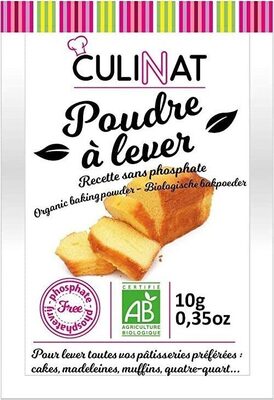 CULINAT
Poudre
à lever
Recette sans phosphate
Organic baking powder - Biologische bakpoeder
-phosphate-
Free
phosphatevrij
CERTIFIÉ
AB
AGRICULTURE
BIOLOGIQUE
10g
0,35oz
Pour lever toutes vos pâtisseries préférées :
cakes, madeleines, muffins, quatre-quart...